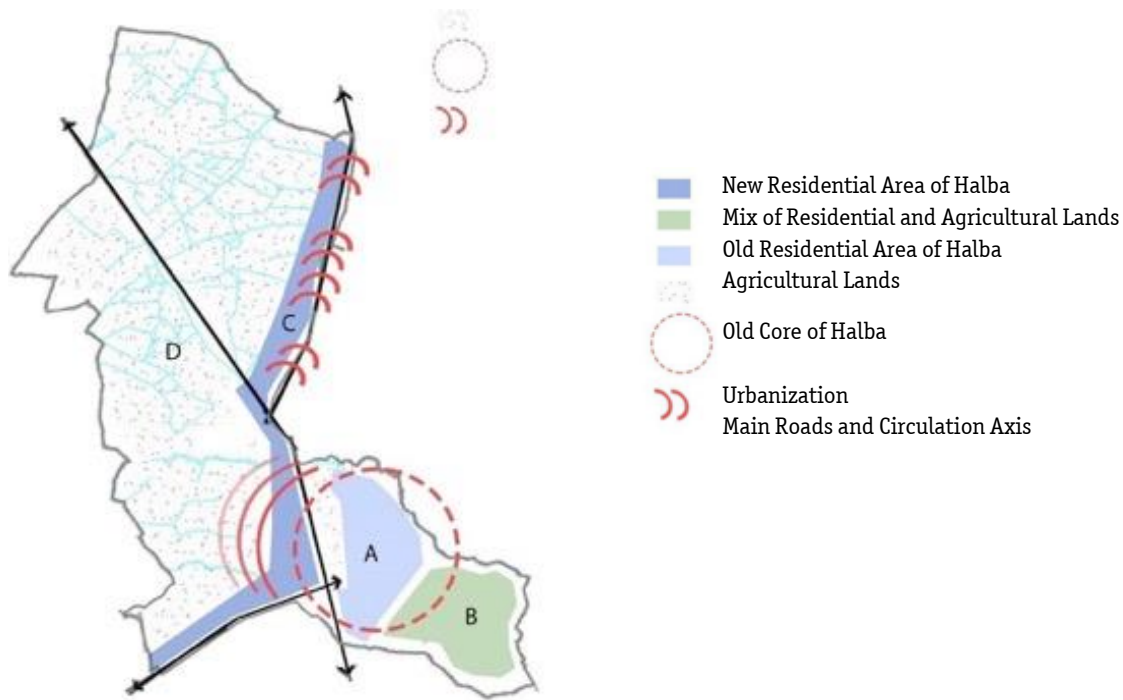 C
D
A
B
New Residential Area of Halba
Mix of Residential and Agricultural Lands
Old Residential Area of Halba
Agricultural Lands
Old Core of Halba
Urbanization
Main Roads and Circulation Axis